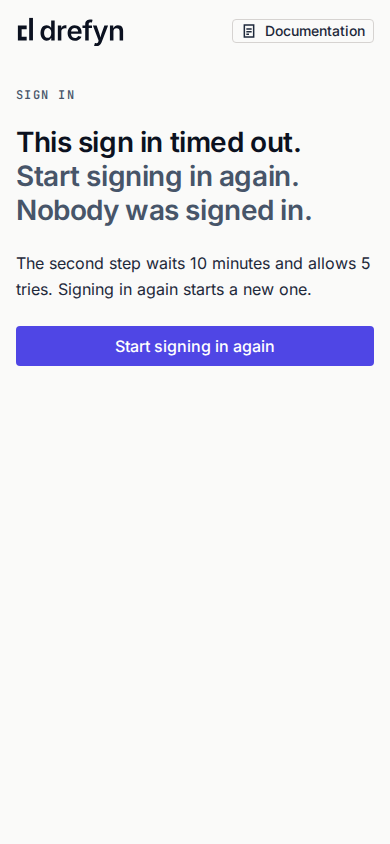 drefyn
Documentation
SIGN IN
This sign in timed out.
Start signing in again.
Nobody was signed in.
The second step waits 10 minutes and allows 5
tries. Signing in again starts a new one.
Start signing in again